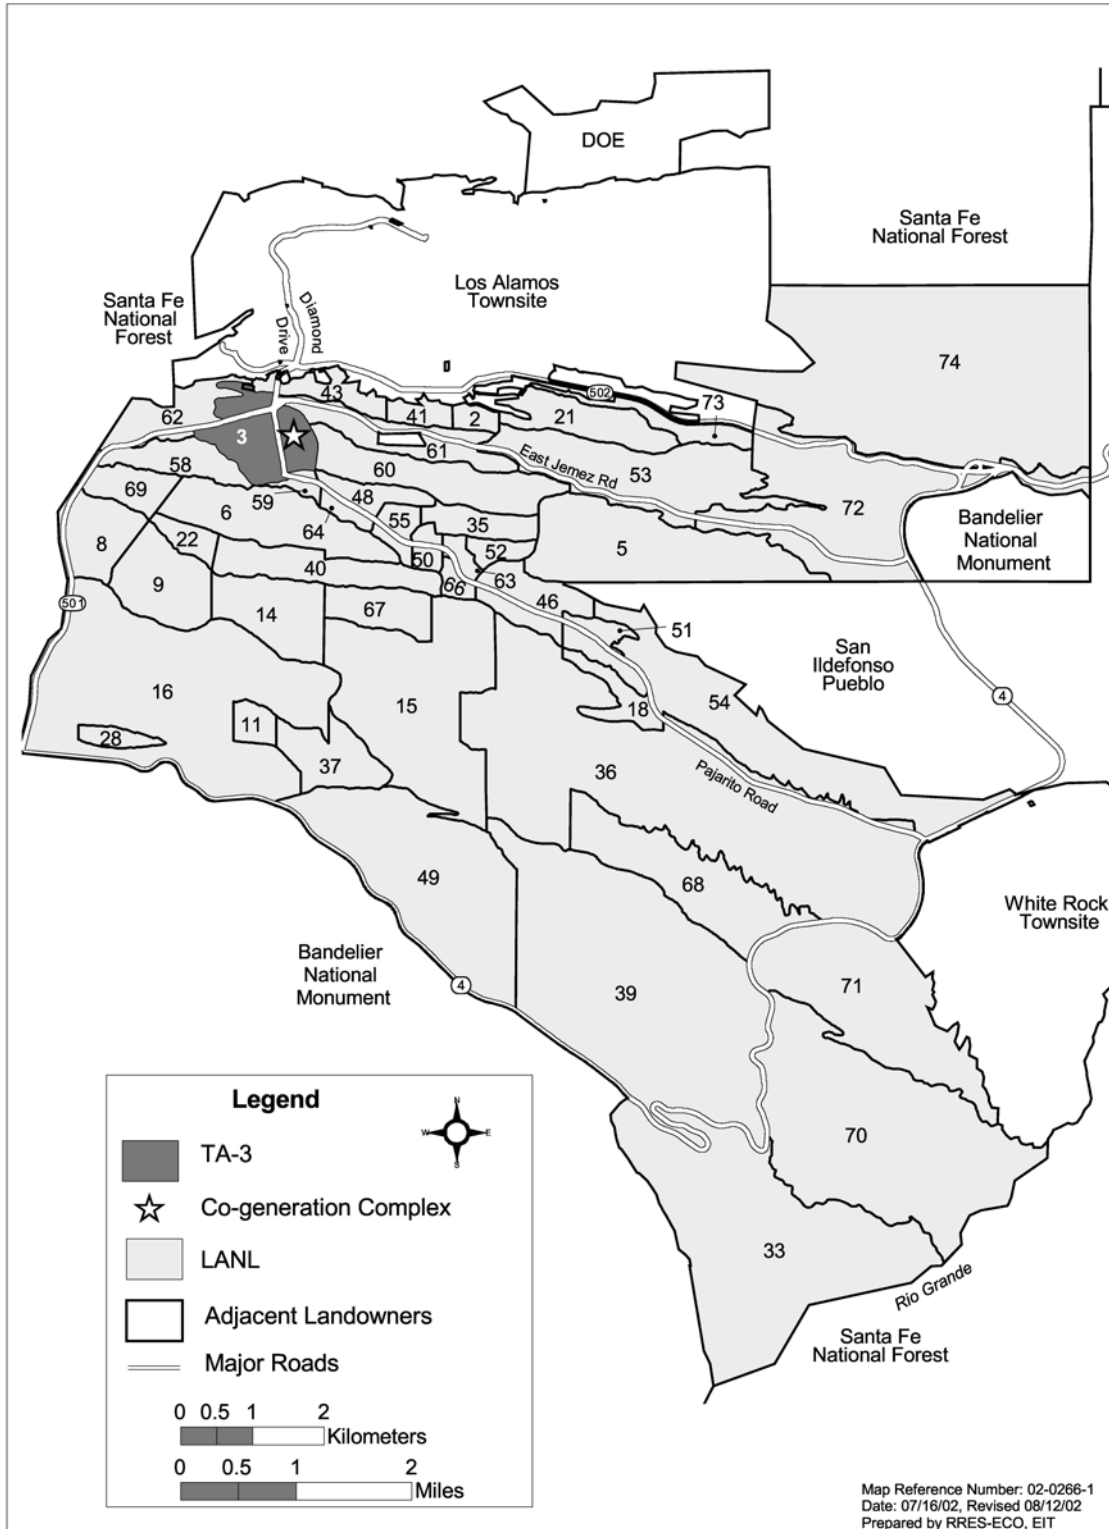 DOE
Santa Fe
National Forest
Los Alamos
Townsite
Santa Fe
National
Forest
Diamond
Drive
74
502
73
43
62
41
2
21
3
61
East Jemez Rd
53
58
60
72
69
59
48
6
64
55
35
Bandelier
National
Monument
8
22
50
52
5
40
63
9
66
46
501
14
67
51
San
Ildefonso
Pueblo
16
15
18
54
4
11
28
37
36
Pajarito Road
49
68
White Rock
Townsite
Bandelier
National
Monument
4
39
71
70
33
Rio Grande
Santa Fe
National Forest
Legend
N
W E
S
TA-3
Co-generation Complex
LANL
Adjacent Landowners
Major Roads
0 0.5 1 2
Kilometers
0 0.5 1 2
Miles
Map Reference Number: 02-0266-1
Date: 07/16/02, Revised 08/12/02
Prepared by RRES-ECO, EIT